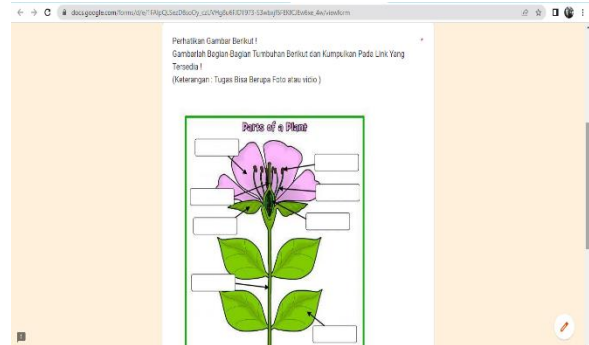 Perhatikan Gambar Berikut ! *
Gambarlah Bagian-Bagian Tumbuhan Berikut dan Kumpulkan Pada Link Yang
Tersedia !
(Keterangan : Tugas Bisa Berupa Foto atau vidio )
Parts of a Plant